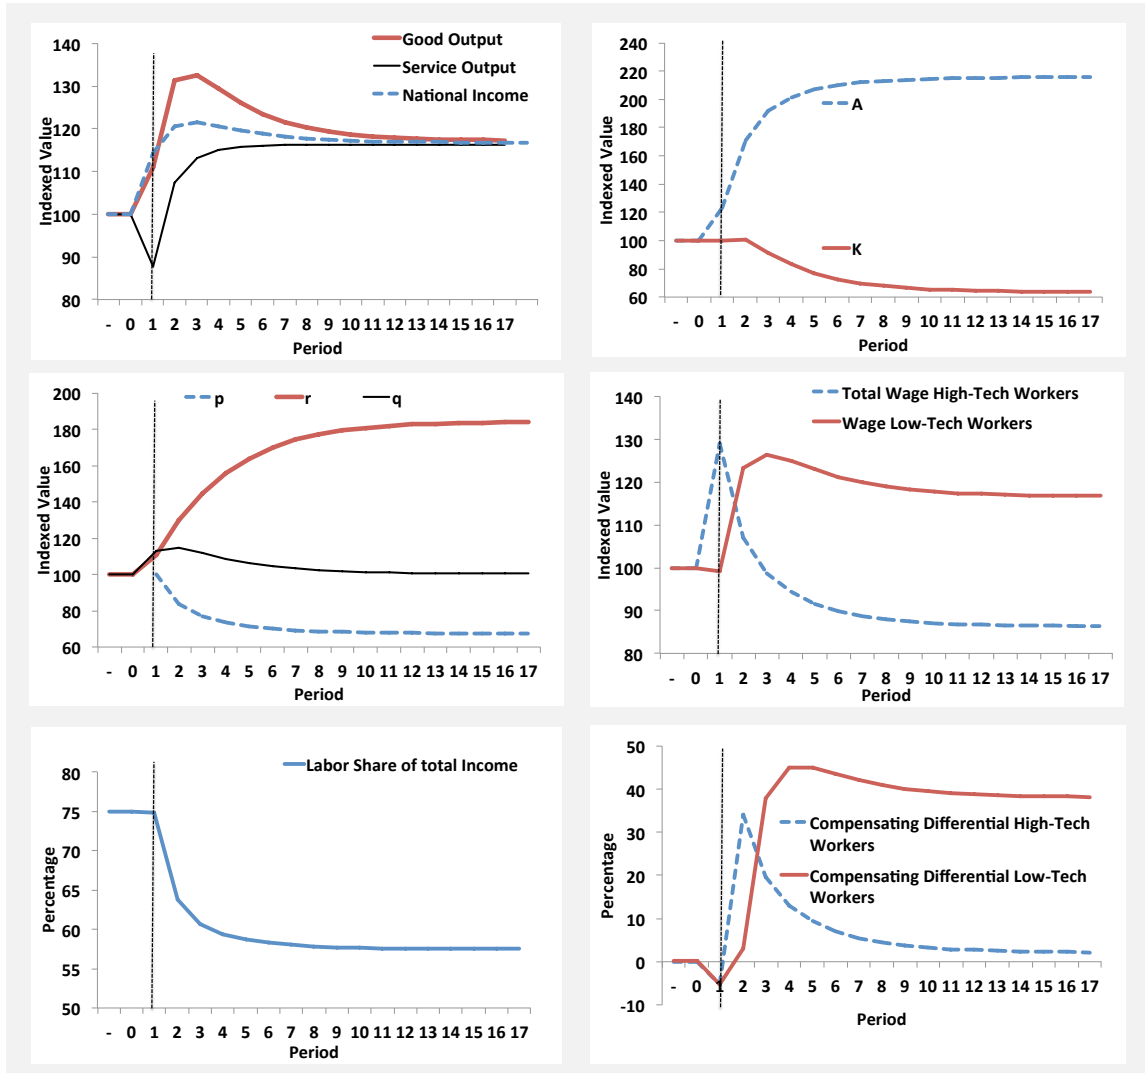 Good Output
Service Output
National Income
Indexed Value
140
130
120
110
100
90
80
- 0 1 2 3 4 5 6 7 8 9 10 11 12 13 14 15 16 17
Period
A
K
Indexed Value
240
220
200
180
160
140
120
100
80
60
- 0 1 2 3 4 5 6 7 8 9 10 11 12 13 14 15 16 17
Period
p r q
Indexed Value
200
180
160
140
120
100
80
60
- 0 1 2 3 4 5 6 7 8 9 10 11 12 13 14 15 16 17
Period
Total Wage High-Tech Workers
Wage Low-Tech Workers
Indexed Value
140
130
120
110
100
90
80
- 0 1 2 3 4 5 6 7 8 9 10 11 12 13 14 15 16 17
Period
Labor Share of total Income
Percentage
80
75
70
65
60
55
50
- 0 1 2 3 4 5 6 7 8 9 10 11 12 13 14 15 16 17
Period
Compensating Differential High-Tech
Workers
Compensating Differential Low-Tech
Workers
Percentage
50
40
30
20
10
0
-10
- 0 1 2 3 4 5 6 7 8 9 10 11 12 13 14 15 16 17
Period